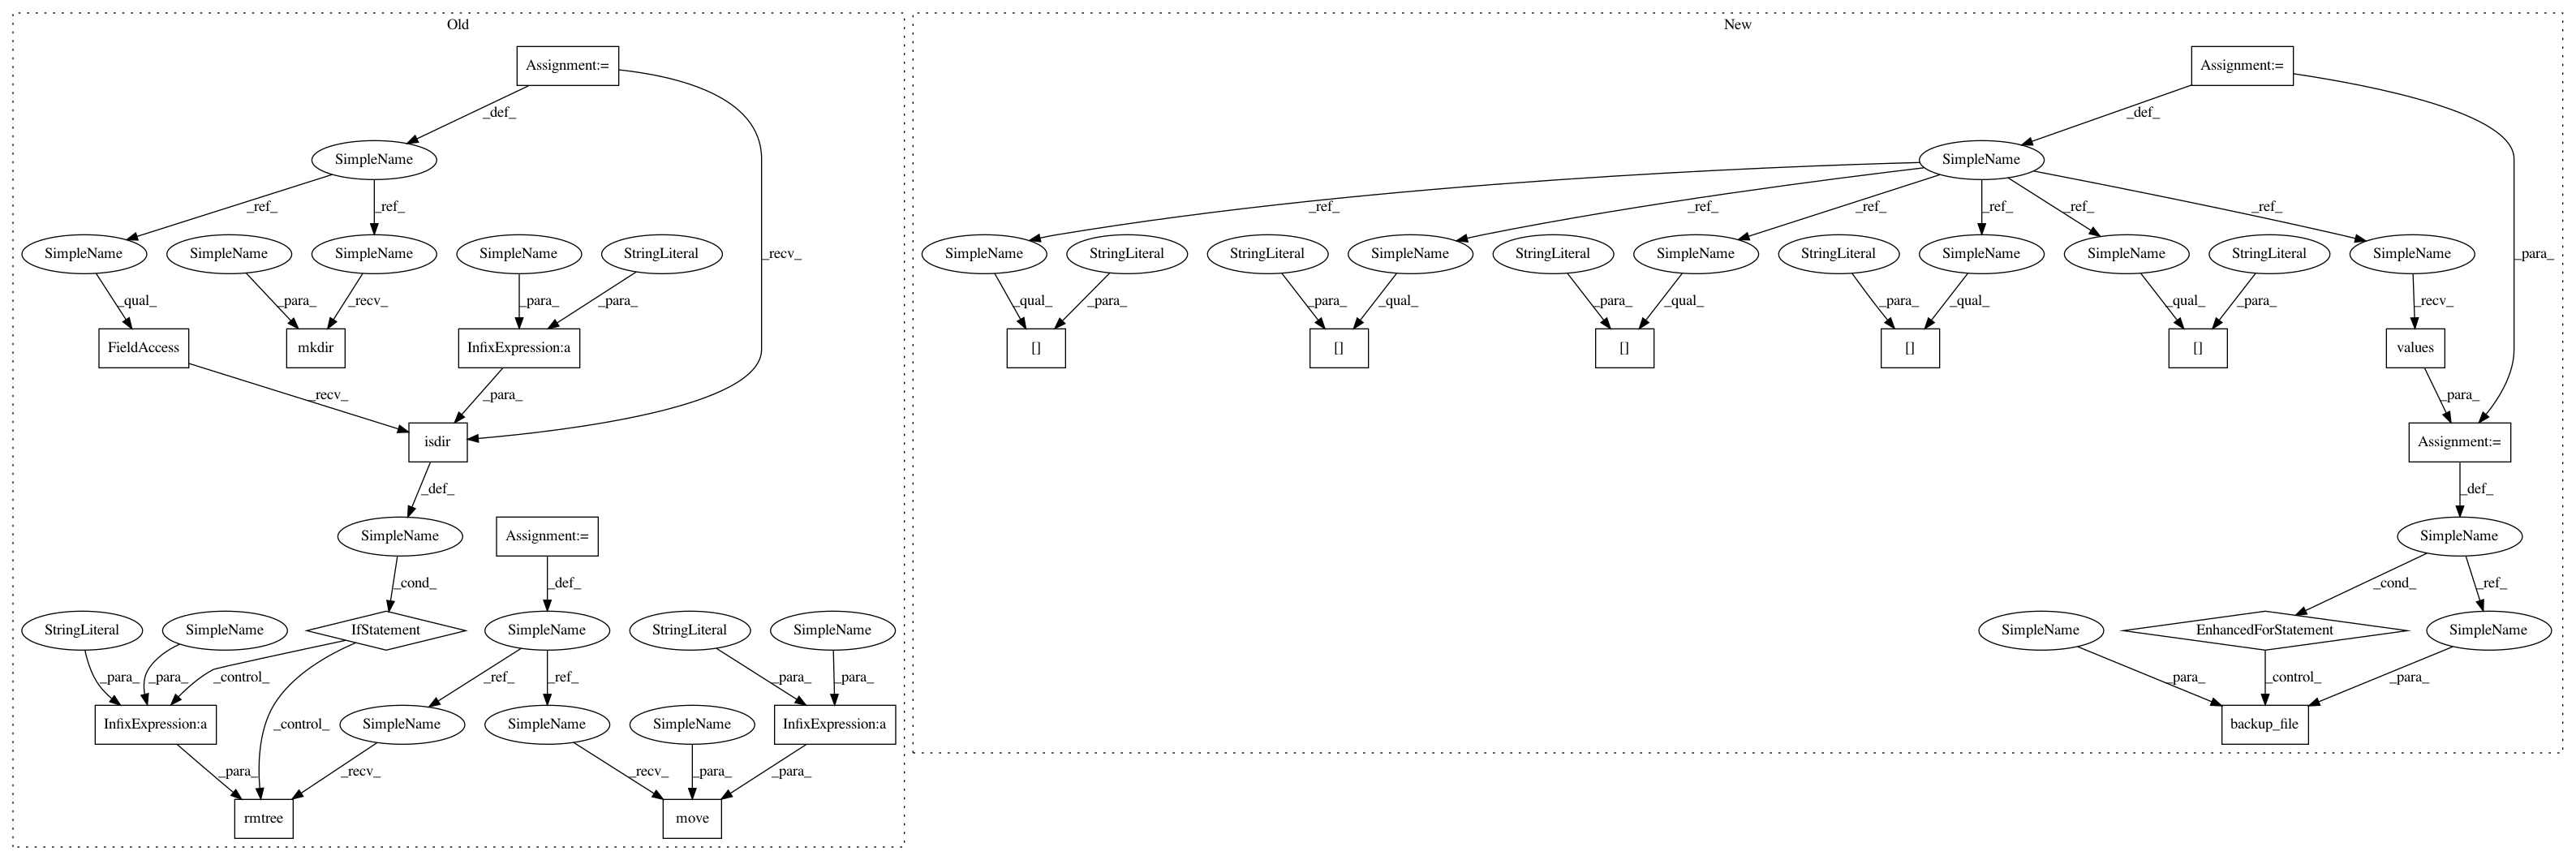 Old
New
Assignment:=
Assignment:=
_def_
_def_
SimpleName
SimpleName
_ref_
_ref_
_ref_
_ref_
_ref_
_ref_
_ref_
_ref_
SimpleName
SimpleName
SimpleName
SimpleName
StringLiteral
_recv_
SimpleName
StringLiteral
StringLiteral
SimpleName
StringLiteral
SimpleName
StringLiteral
SimpleName
SimpleName
StringLiteral
SimpleName
_para_
_qual_
_para_
_recv_
_para_
_para_
_qual_
_para_
_para_
_qual_
_para_
_qual_
_para_
_qual_
_qual_
_para_
_recv_
FieldAccess
mkdir
InfixExpression:a
[]
[]
[]
[]
[]
values
_recv_
_para_
_para_
isdir
Assignment:=
_def_
_def_
SimpleName
Assignment:=
SimpleName
_cond_
_def_
_cond_
_ref_
StringLiteral
SimpleName
IfStatement
SimpleName
StringLiteral
SimpleName
SimpleName
EnhancedForStatement
SimpleName
_para_
_para_
_control_
_ref_
_ref_
_para_
_para_
_para_
_control_
_para_
InfixExpression:a
_control_
SimpleName
SimpleName
SimpleName
InfixExpression:a
backup_file
_para_
_recv_
_recv_
_para_
_para_
rmtree
move